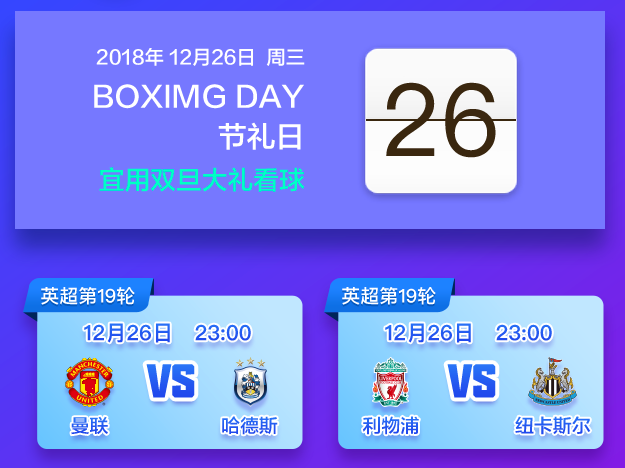 2018年 12月26日 周三
BOXIMG DAY
节礼日
宜用双旦大礼看球
26
英超第19轮
12月26日 23:00
MANCHESTER
UNITED
VS
曼联
哈德斯
英超第19轮
12月26日 23:00
LIVERPOOL
VS
利物浦
纽卡斯尔